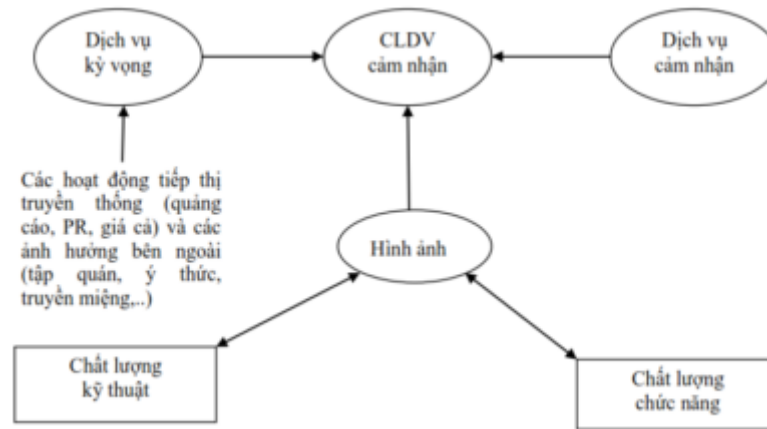 Dịch vụ
kỳ vọng
CLDV
cảm nhận
Dịch vụ
cảm nhận
Các hoạt động tiếp thị
truyền thống (quảng
cáo, PR, giá cả) và các
ảnh hưởng bên ngoài
(tập quán, ý thức,
truyền miệng,..)
Hình ảnh
Chất lượng
kỹ thuật
Chất lượng
chức năng